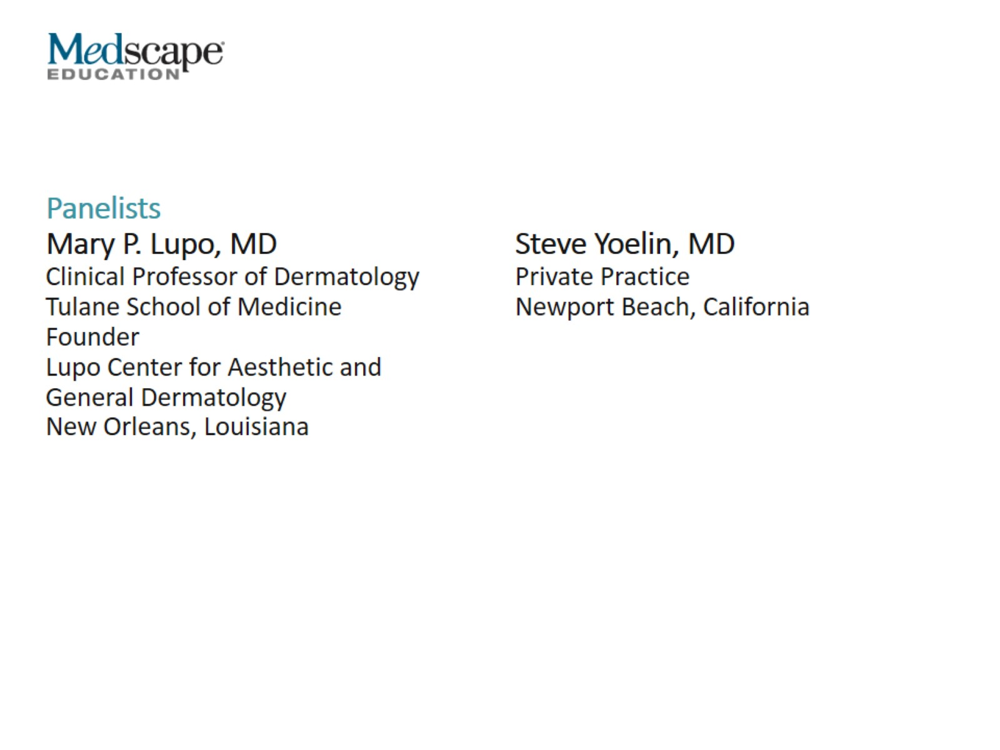 Medscape
EDUCATION
Panelists
Mary P. Lupo, MD
Clinical Professor of Dermatology
Tulane School of Medicine
Founder
Lupo Center for Aesthetic and
General Dermatology
New Orleans, Louisiana
Steve Yoelin, MD
Private Practice
Newport Beach, California